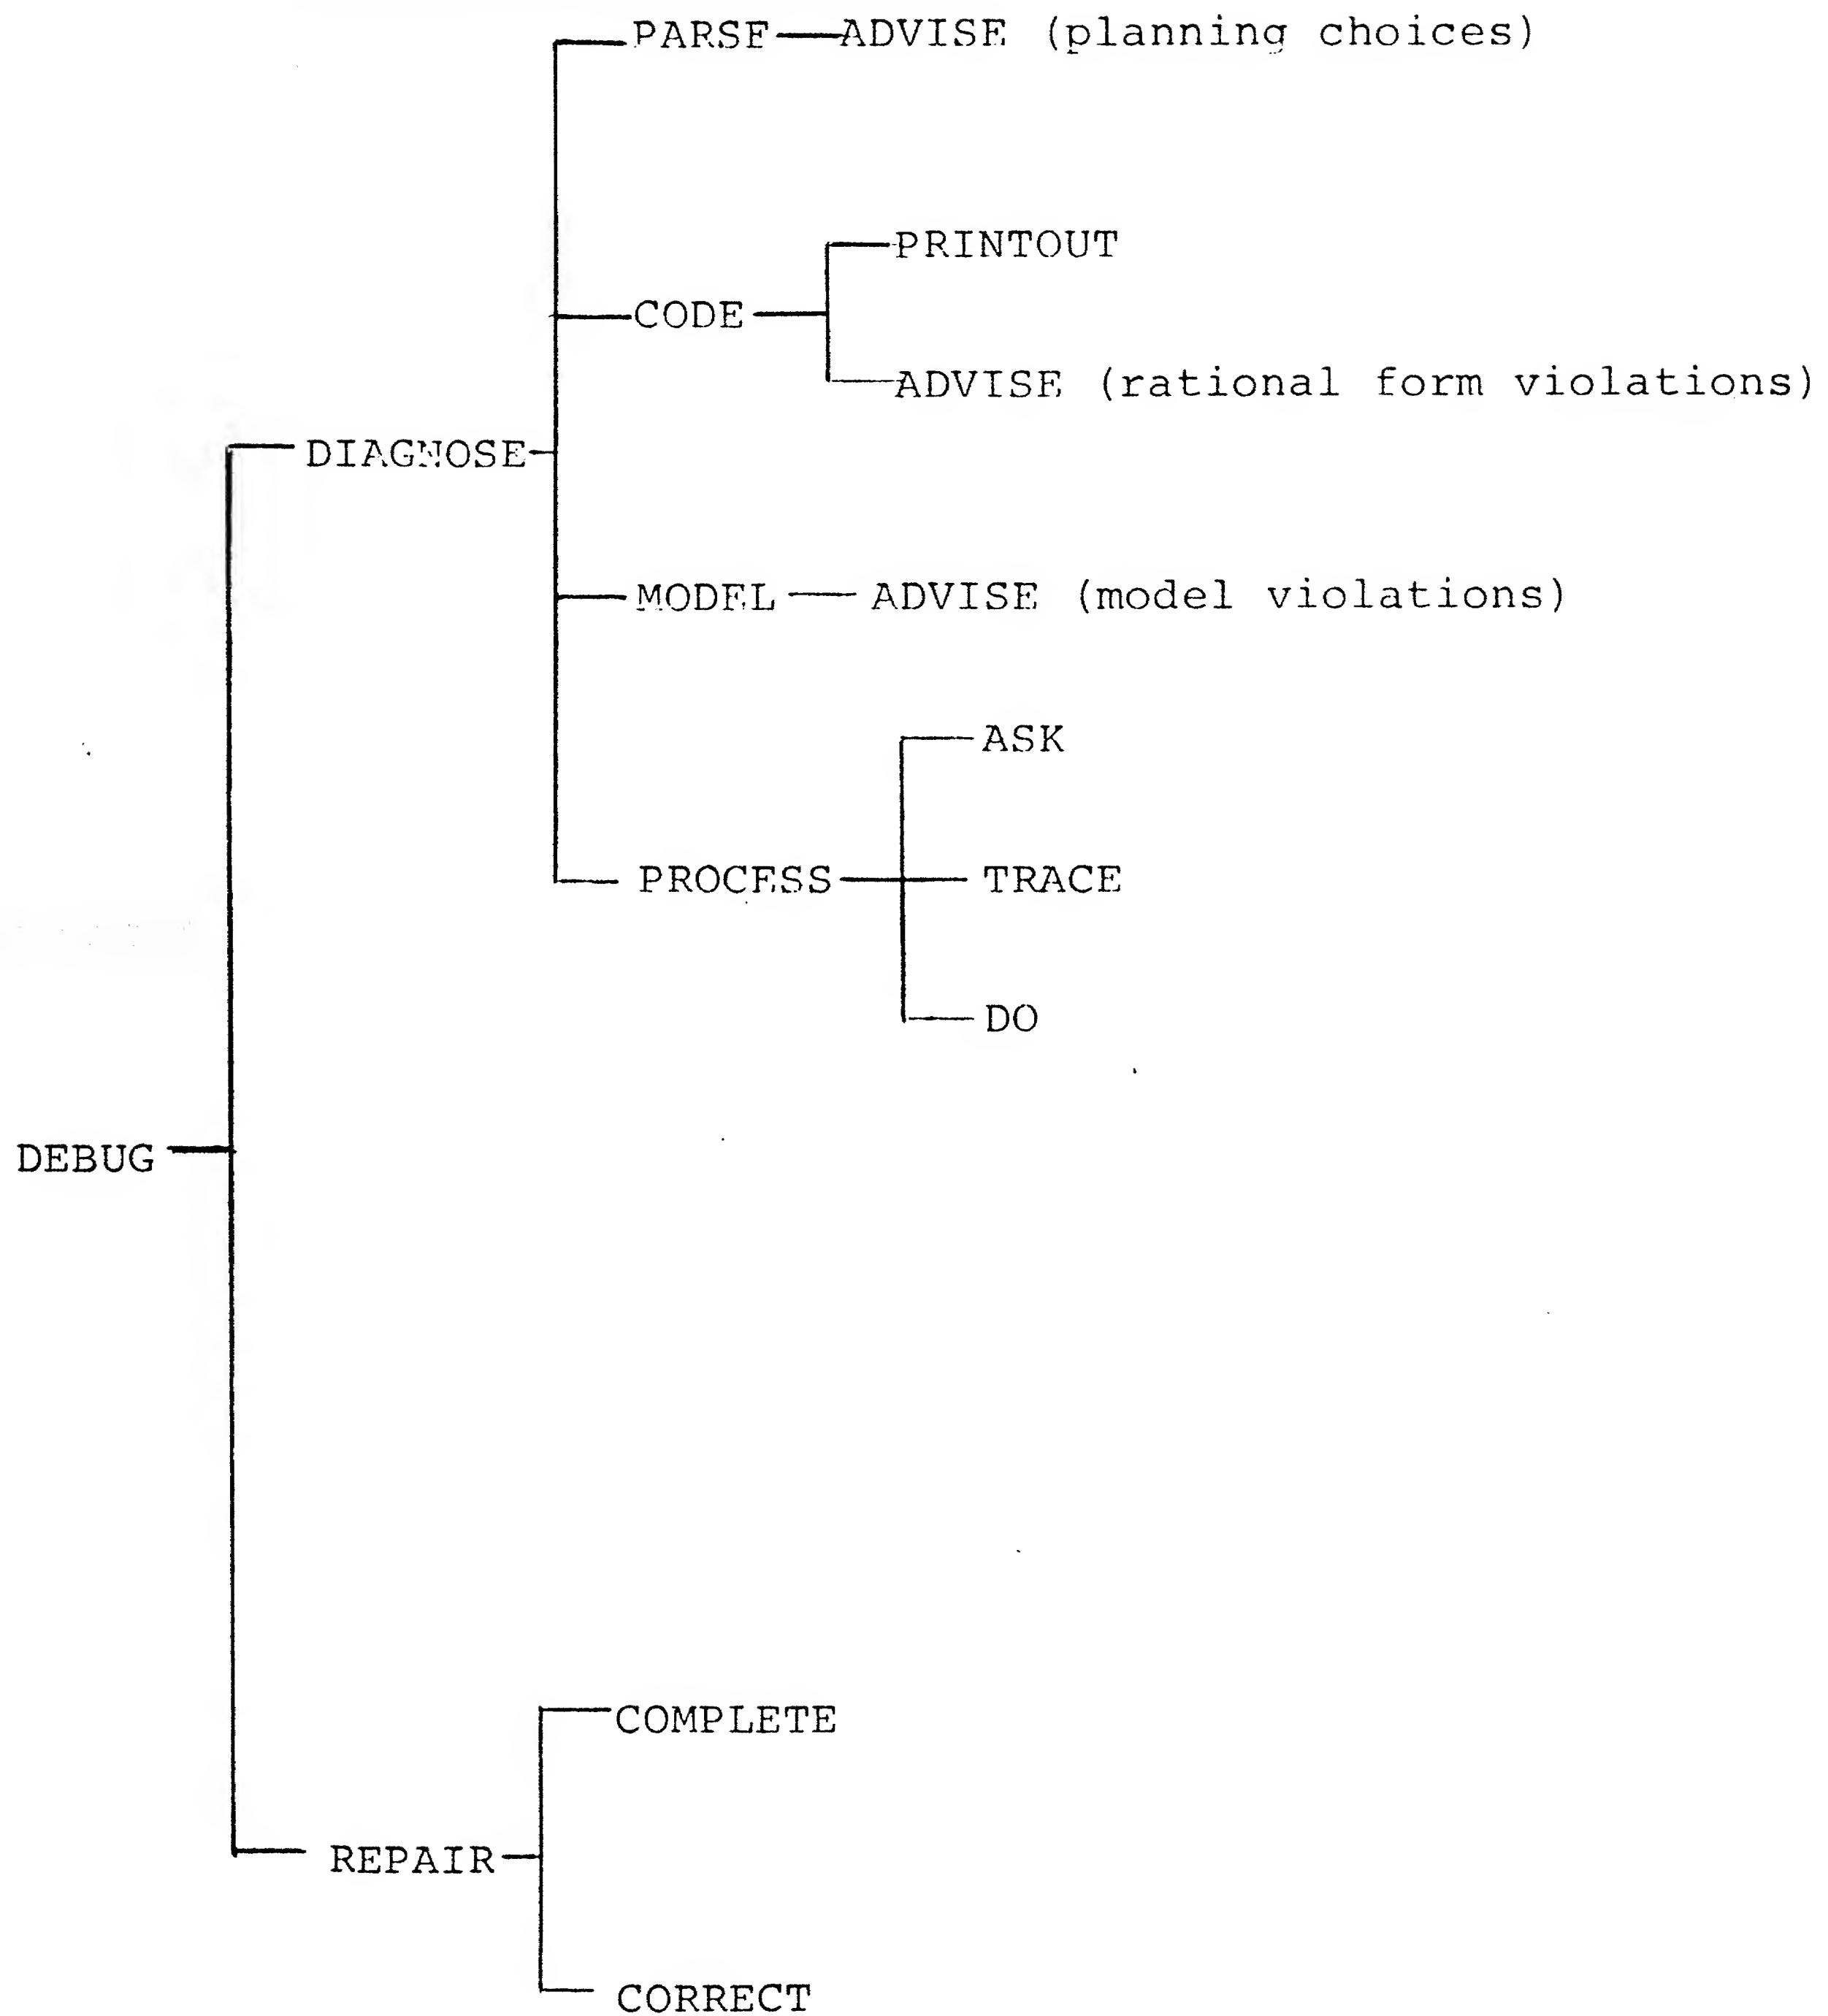 PARSE ADVISE (planning choices)
PRINTOUT
CODE
ADVISE (rational form violations)
DIAGNOSE
MODEL ADVISE (model violations)
ASK
PROCESS TRACE
DO
DEBUG
COMPLETE
REPAIR
CORRECT